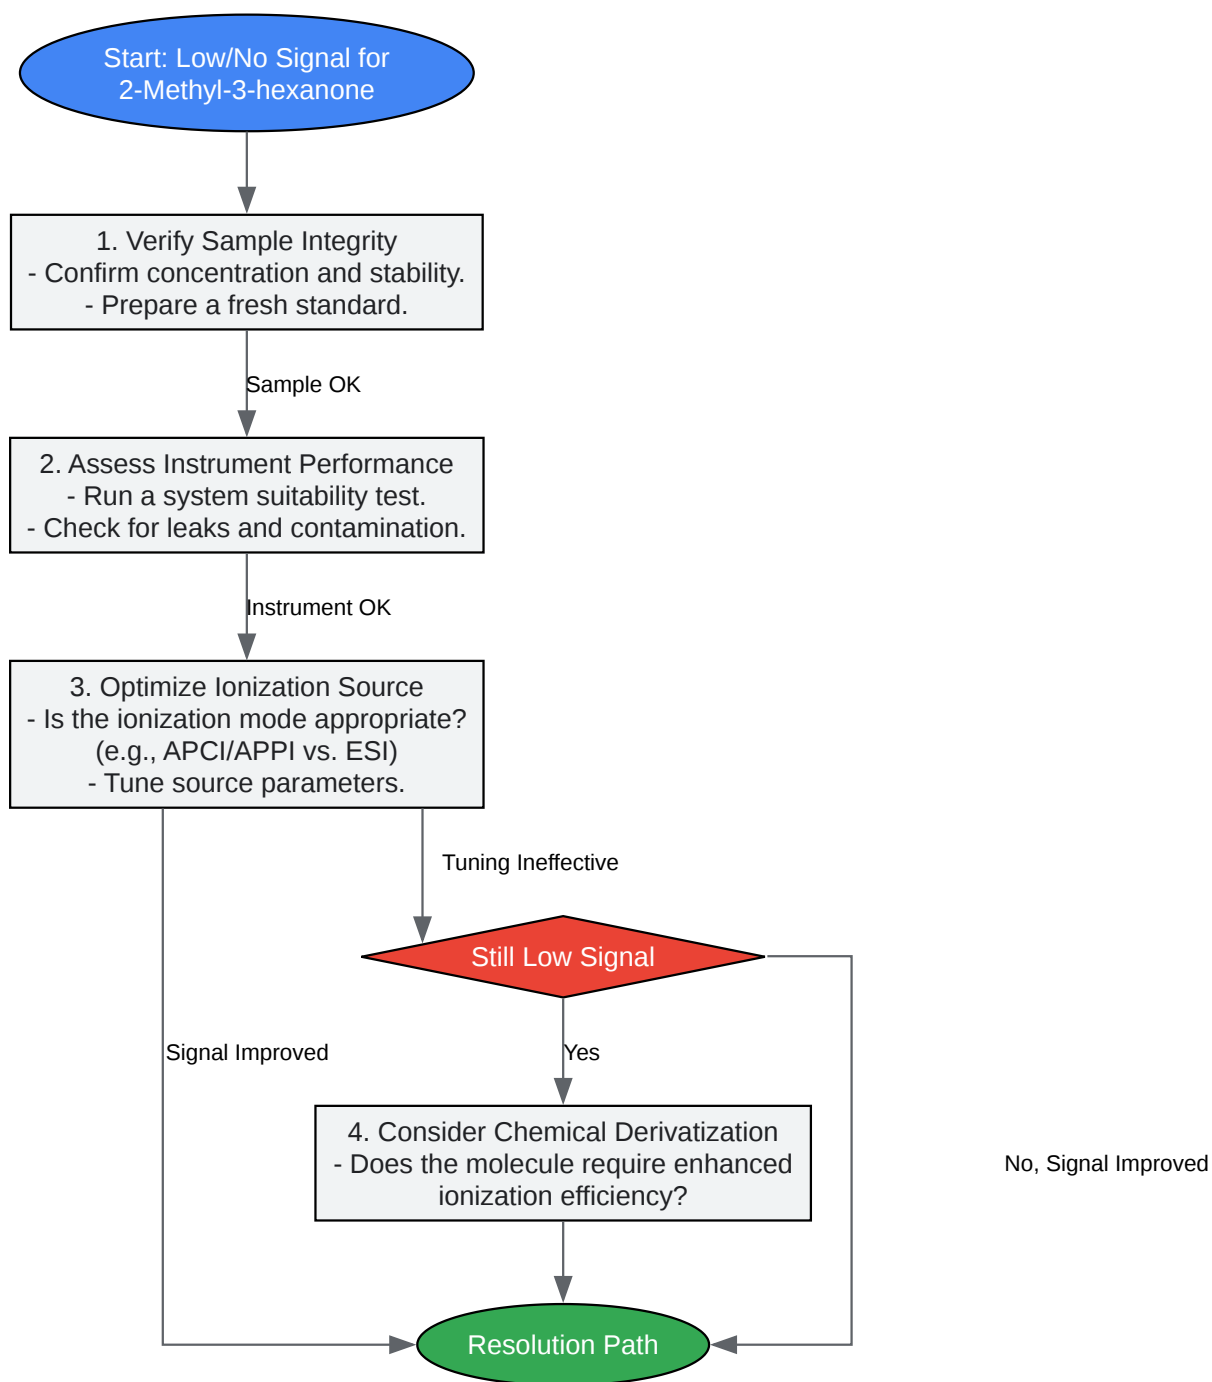 Start: Low/No Signal for
2-Methyl-3-hexanone
1. Verify Sample Integrity
- Confirm concentration and stability.
- Prepare a fresh standard.
Sample OK
2. Assess Instrument Performance
- Run a system suitability test.
- Check for leaks and contamination.
Instrument OK
3. Optimize Ionization Source
- Is the ionization mode appropriate?
(e.g., APCI/APPI vs. ESI)
- Tune source parameters.
Tuning Ineffective
Still Low Signal
Signal Improved
Yes
4. Consider Chemical Derivatization
- Does the molecule require enhanced
ionization efficiency?
No, Signal Improved
Resolution Path